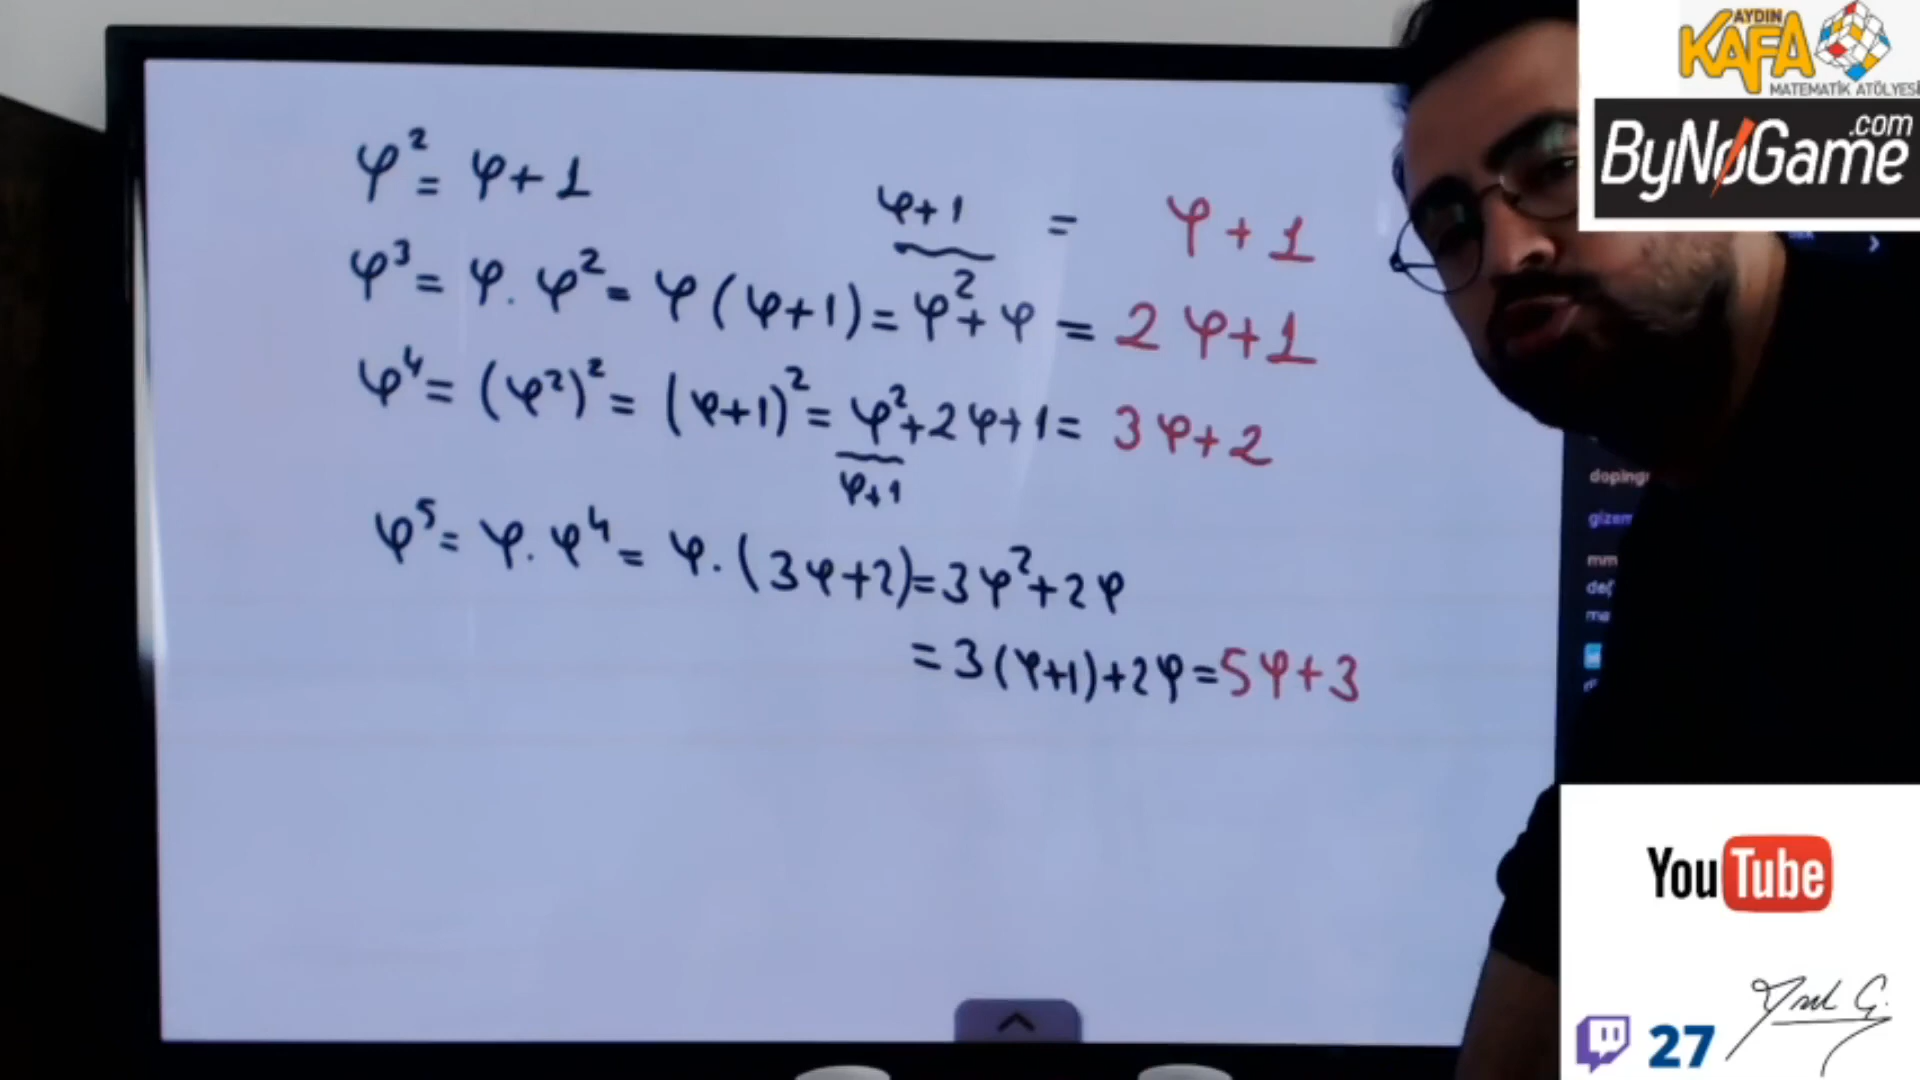 φ² = φ+1
φ+1 = φ+1
φ³ = φ. φ² = φ(φ+1) = φ²+φ = 2φ+1
φ⁴ = (φ²)² = (φ+1)² = φ²+2φ+1 = 3φ+2
φ+1
φ⁵ = φ. φ⁴ = φ.(3φ+2) = 3φ²+2φ
= 3(φ+1)+2φ = 5φ+3
AYDIN
KAFA
MATEMATİK ATÖLYESİ
ByNoGame.com
gizem
mm
YouTube
27